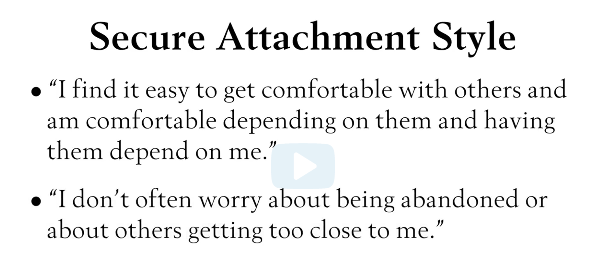 Secure Attachment Style
• “I find it easy to get comfortable with others and
am comfortable depending on them and having
them depend on me.”
• “I don’t often worry about being abandoned or
about others getting too close to me.”